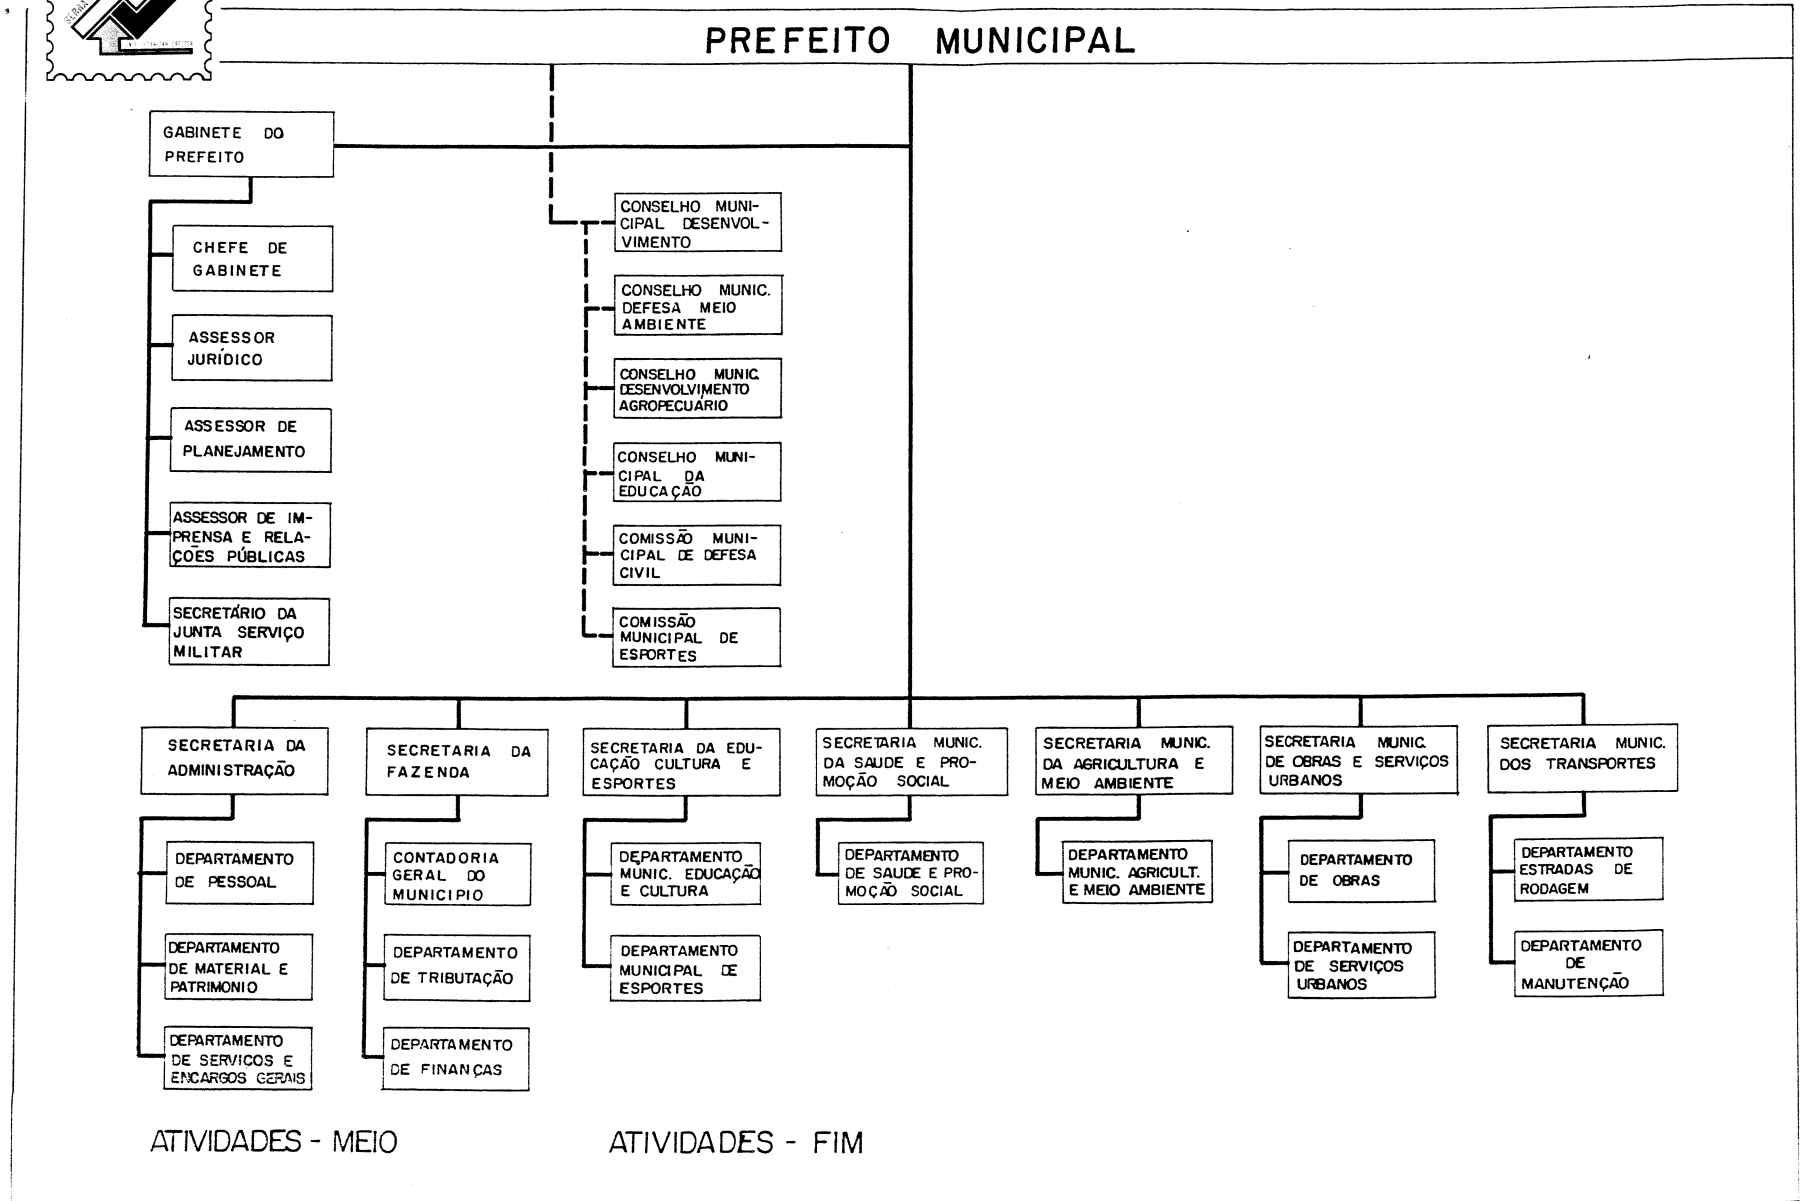 PREFEITO MUNICIPAL
GABINETE DO
PREFEITO
CHEFE DE
GABINETE
ASSESSOR
JURÍDICO
ASSESSOR DE
PLANEJAMENTO
ASSESSOR DE IM-
PRENSA E RELA-
ÇÕES PÚBLICAS
SECRETÁRIO DA
JUNTA SERVIÇO
MILITAR
CONSELHO MUNI-
CIPAL DESENVOL-
VIMENTO
CONSELHO MUNIC.
DEFESA MEIO
AMBIENTE
CONSELHO MUNIC.
DESENVOLVIMENTO
AGROPECUÁRIO
CONSELHO MUNI-
CIPAL DA
EDUCAÇÃO
COMISSÃO MUNI-
CIPAL DE DEFESA
CIVIL
COMISSÃO
MUNICIPAL DE
ESPORTES
SECRETARIA DA
ADMINISTRAÇÃO
DEPARTAMENTO
DE PESSOAL
DEPARTAMENTO
DE MATERIAL E
PATRIMONIO
DEPARTAMENTO
DE SERVIÇOS E
ENCARGOS GERAIS
SECRETARIA DA
FAZENDA
CONTADORIA
GERAL DO
MUNICIPIO
DEPARTAMENTO
DE TRIBUTAÇÃO
DEPARTAMENTO
DE FINANÇAS
SECRETARIA DA EDU-
CAÇÃO CULTURA E
ESPORTES
DEPARTAMENTO
MUNIC. EDUCAÇÃO
E CULTURA
DEPARTAMENTO
MUNICIPAL DE
ESPORTES
SECRETARIA MUNIC.
DA SAUDE E PRO-
MOÇÃO SOCIAL
DEPARTAMENTO
DE SAUDE E PRO-
MOÇÃO SOCIAL
SECRETARIA MUNIC.
DA AGRICULTURA E
MEIO AMBIENTE
DEPARTAMENTO
MUNIC. AGRICULT.
E MEIO AMBIENTE
SECRETARIA MUNIC.
DE OBRAS E SERVIÇOS
URBANOS
DEPARTAMENTO
DE OBRAS
DEPARTAMENTO
DE SERVIÇOS
URBANOS
SECRETARIA MUNIC.
DOS TRANSPORTES
DEPARTAMENTO
ESTRADAS DE
RODAGEM
DEPARTAMENTO
DE
MANUTENÇÃO
ATIVIDADES - MEIO
ATIVIDADES - FIM